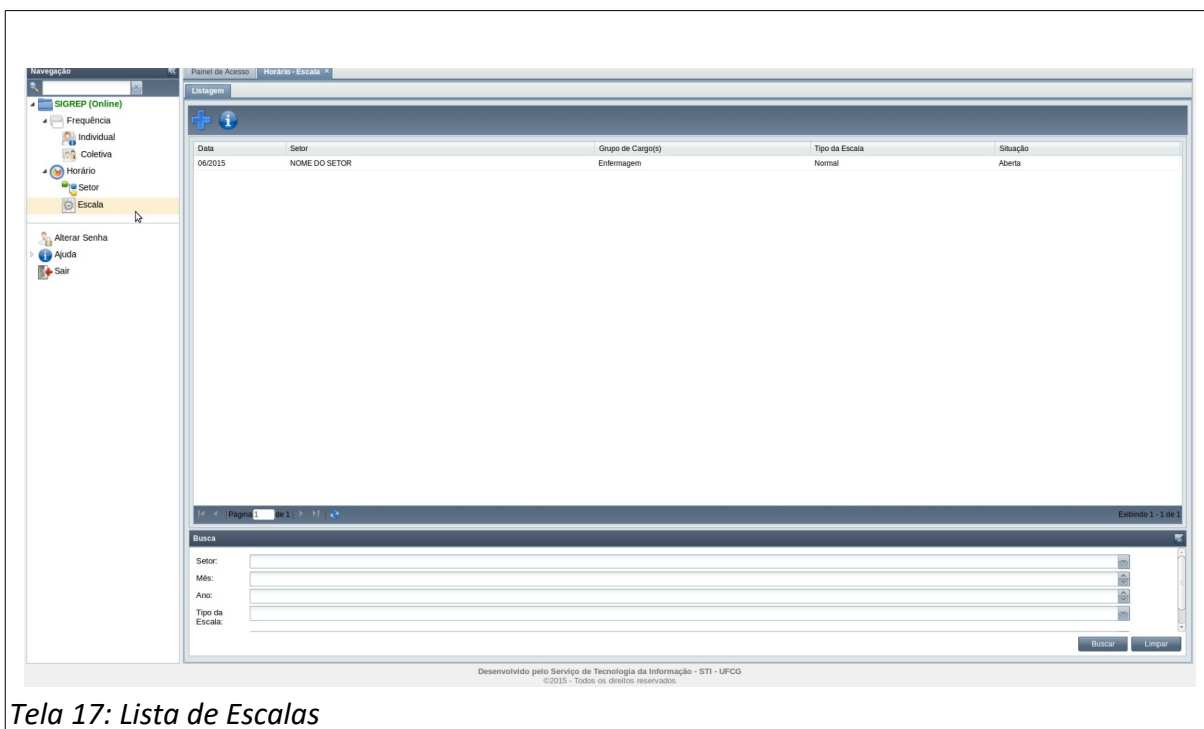 Navegação
SIGREP (Online)
Frequência
Individual
Coletiva
Horário
Setor
Escala
Alterar Senha
Ajuda
Sair
Painel de Acesso Horário - Escala
Listagem
Data Setor Grupo de Cargo(s) Tipo da Escala Situação
06/2015 NOME DO SETOR Enfermagem Normal Aberta
Página 1 de 1 Exibindo 1 - 1 de 1
Busca
Setor:
Mês:
Ano:
Tipo da
Escala:
Buscar Limpar
Desenvolvido pelo Serviço de Tecnologia da Informação - STI - UFCG
©2015 - Todos os direitos reservados
Tela 17: Lista de Escalas